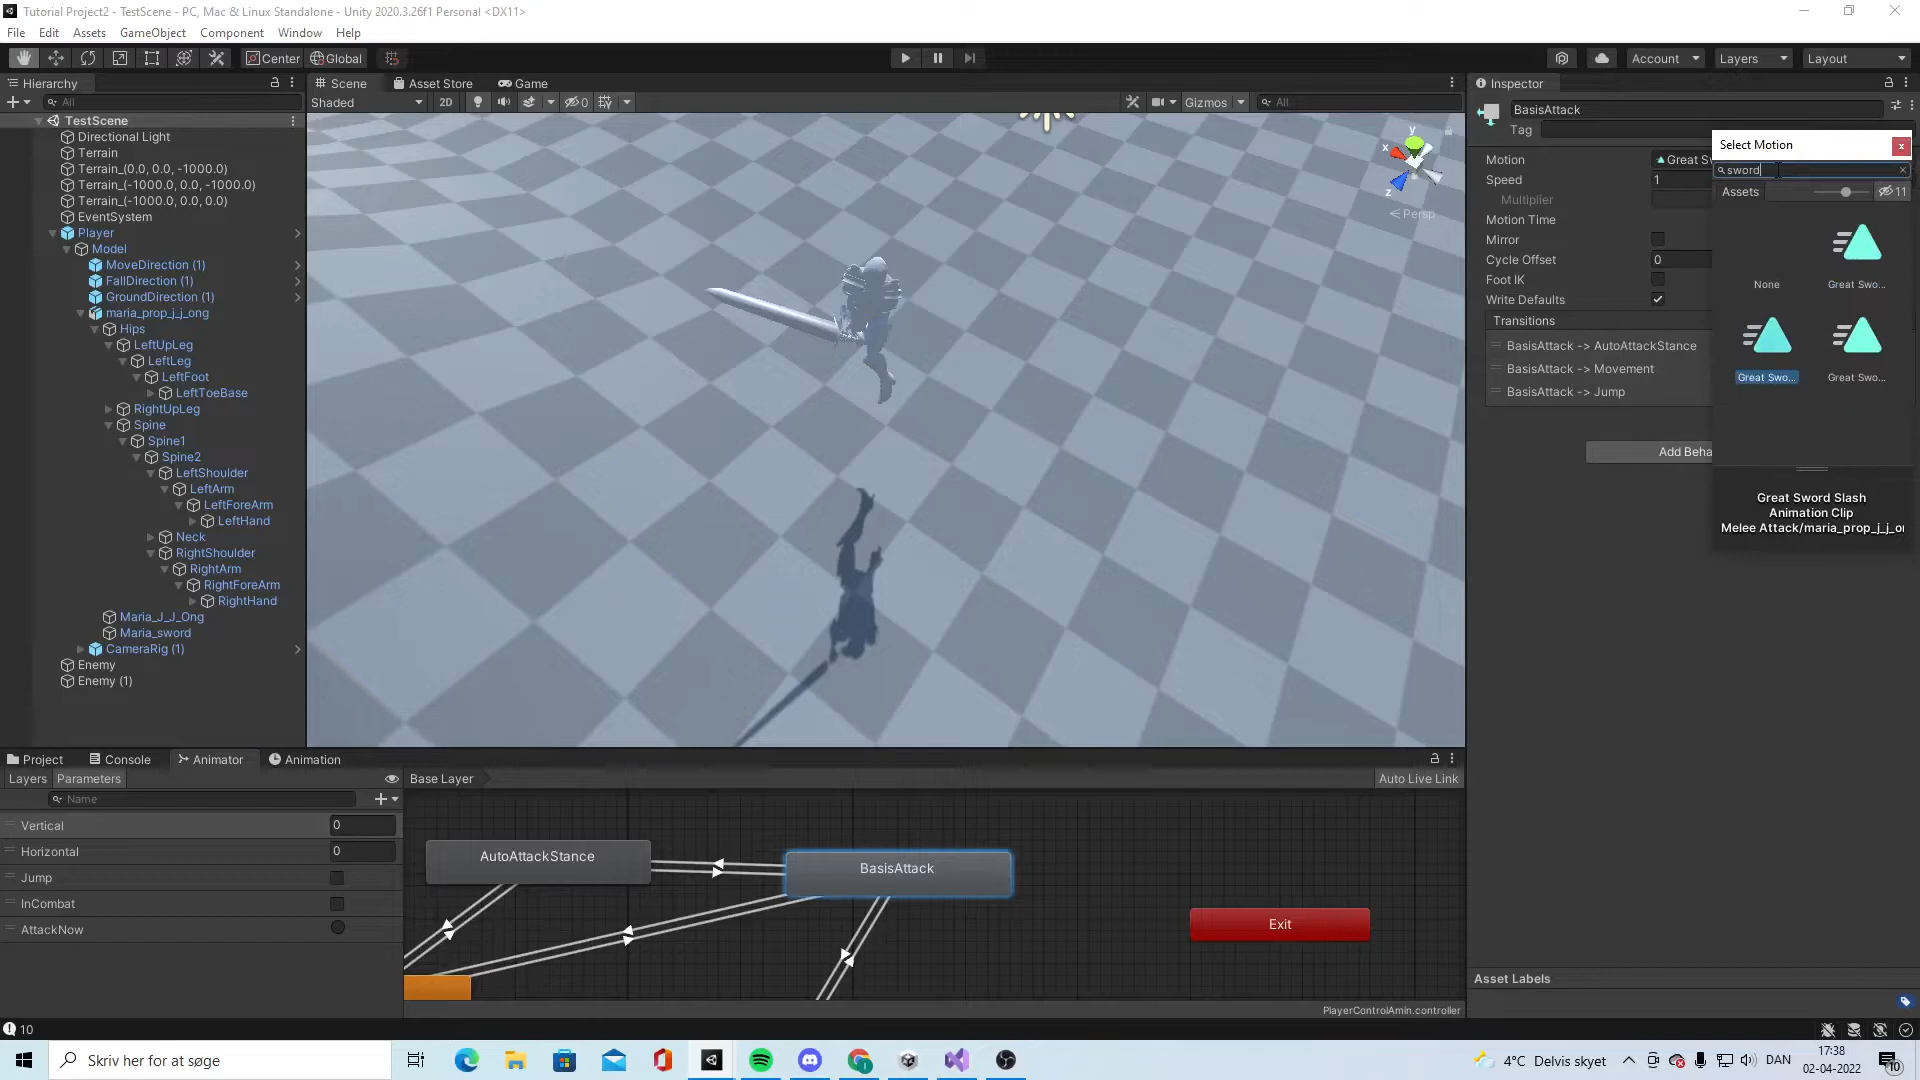 Tutorial Project2 - TestScene - PC, Mac & Linux Standalone - Unity 2020.3.26f1 Personal <DX11>
File Edit Assets GameObject Component Window Help
Center Global Account Layers Layout
Hierarchy
All
TestScene
Directional Light
Terrain
Terrain_(0.0, 0.0, -1000.0)
Terrain_(-1000.0, 0.0, -1000.0)
Terrain_(-1000.0, 0.0, 0.0)
EventSystem
Player
Model
MoveDirection (1)
FallDirection (1)
GroundDirection (1)
maria_prop_j_j_ong
Hips
LeftUpLeg
LeftLeg
LeftFoot
LeftToeBase
RightUpLeg
Spine
Spine1
Spine2
LeftShoulder
LeftArm
LeftForeArm
LeftHand
Neck
RightShoulder
RightArm
RightForeArm
RightHand
Maria_J_J_Ong
Maria_sword
CameraRig (1)
Enemy
Enemy (1)
Scene Asset Store Game
Shaded 2D 0 Gizmos All
y
x
z
Persp
Inspector
BasisAttack
Tag
Motion Great Sw
Speed 1
Multiplier
Motion Time
Mirror
Cycle Offset 0
Foot IK
Write Defaults
Transitions
BasisAttack -> AutoAttackStance
BasisAttack -> Movement
BasisAttack -> Jump
Add Beha
Select Motion x
sword
Assets 11
None Great Swo...
Great Swo... Great Swo...
Great Sword Slash
Animation Clip
Melee Attack/maria_prop_j_j_o
Asset Labels
Project Console Animator Animation
Layers Parameters Base Layer Auto Live Link
Name
Vertical 0
Horizontal 0
Jump
InCombat
AttackNow
AutoAttackStance
BasisAttack
Exit
PlayerControlAmin.controller
10
Skriv her for at søge
4°C Delvis skyet DAN
17:38
02-04-2022
10